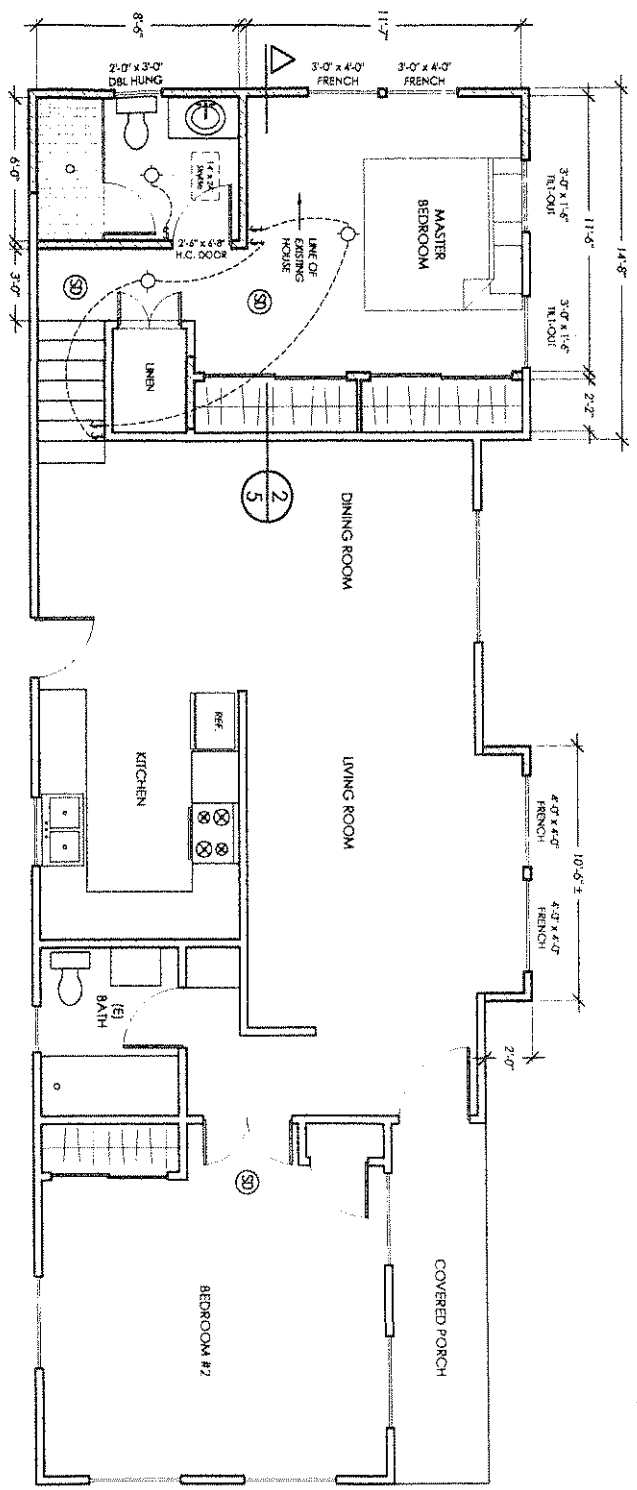 14'-8"
11'-6"
2'-2"
3'-0" x 1'-6"
TILT-OUT
3'-0" x 1'-6"
TILT-OUT
10'-6" ±
4'-0" x 4'-0"
FRENCH
4'-0" x 4'-0"
FRENCH
2'-0"
11'-7"
3'-0" x 4'-0"
FRENCH
3'-0" x 4'-0"
FRENCH
MASTER
BEDROOM
LINE OF
EXISTING
HOUSE
SD
2
5
DINING ROOM
LIVING ROOM
COVERED PORCH
8'-6"
2'-0" x 3'-0"
DBL HUNG
2'-6" x 6'-8"
H.C. DOOR
SD
LINEN
REF.
KITCHEN
(E)
BATH
SD
BEDROOM #2
6'-0"
3'-0"